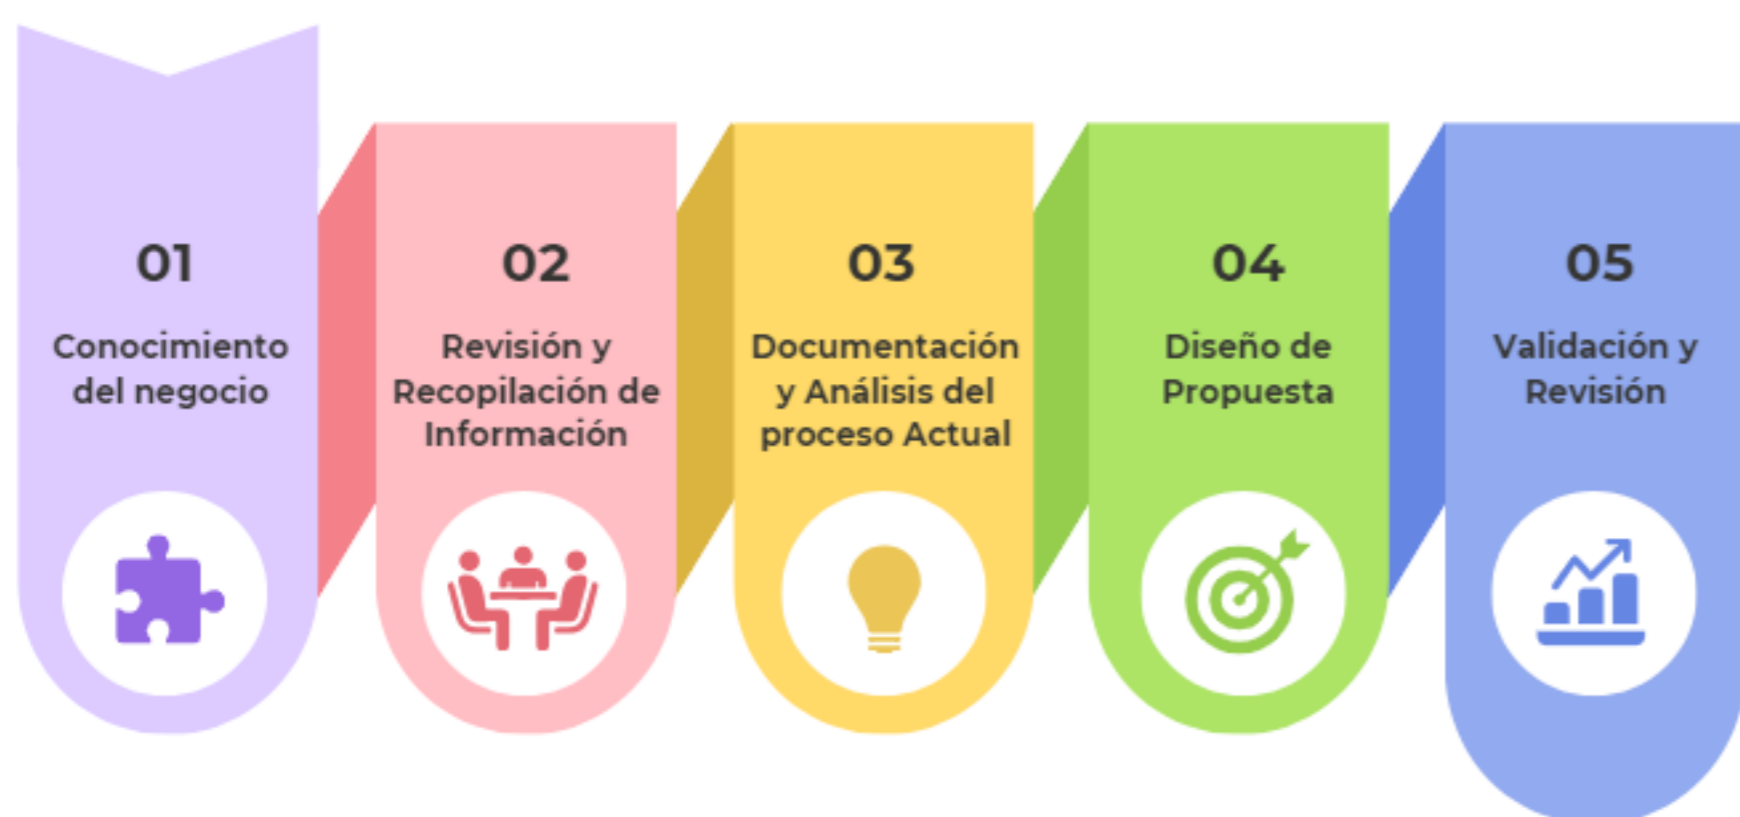 01
Conocimiento
del negocio
02
Revisión y
Recopilación de
Información
03
Documentación
y Análisis del
proceso Actual
04
Diseño de
Propuesta
05
Validación y
Revisión